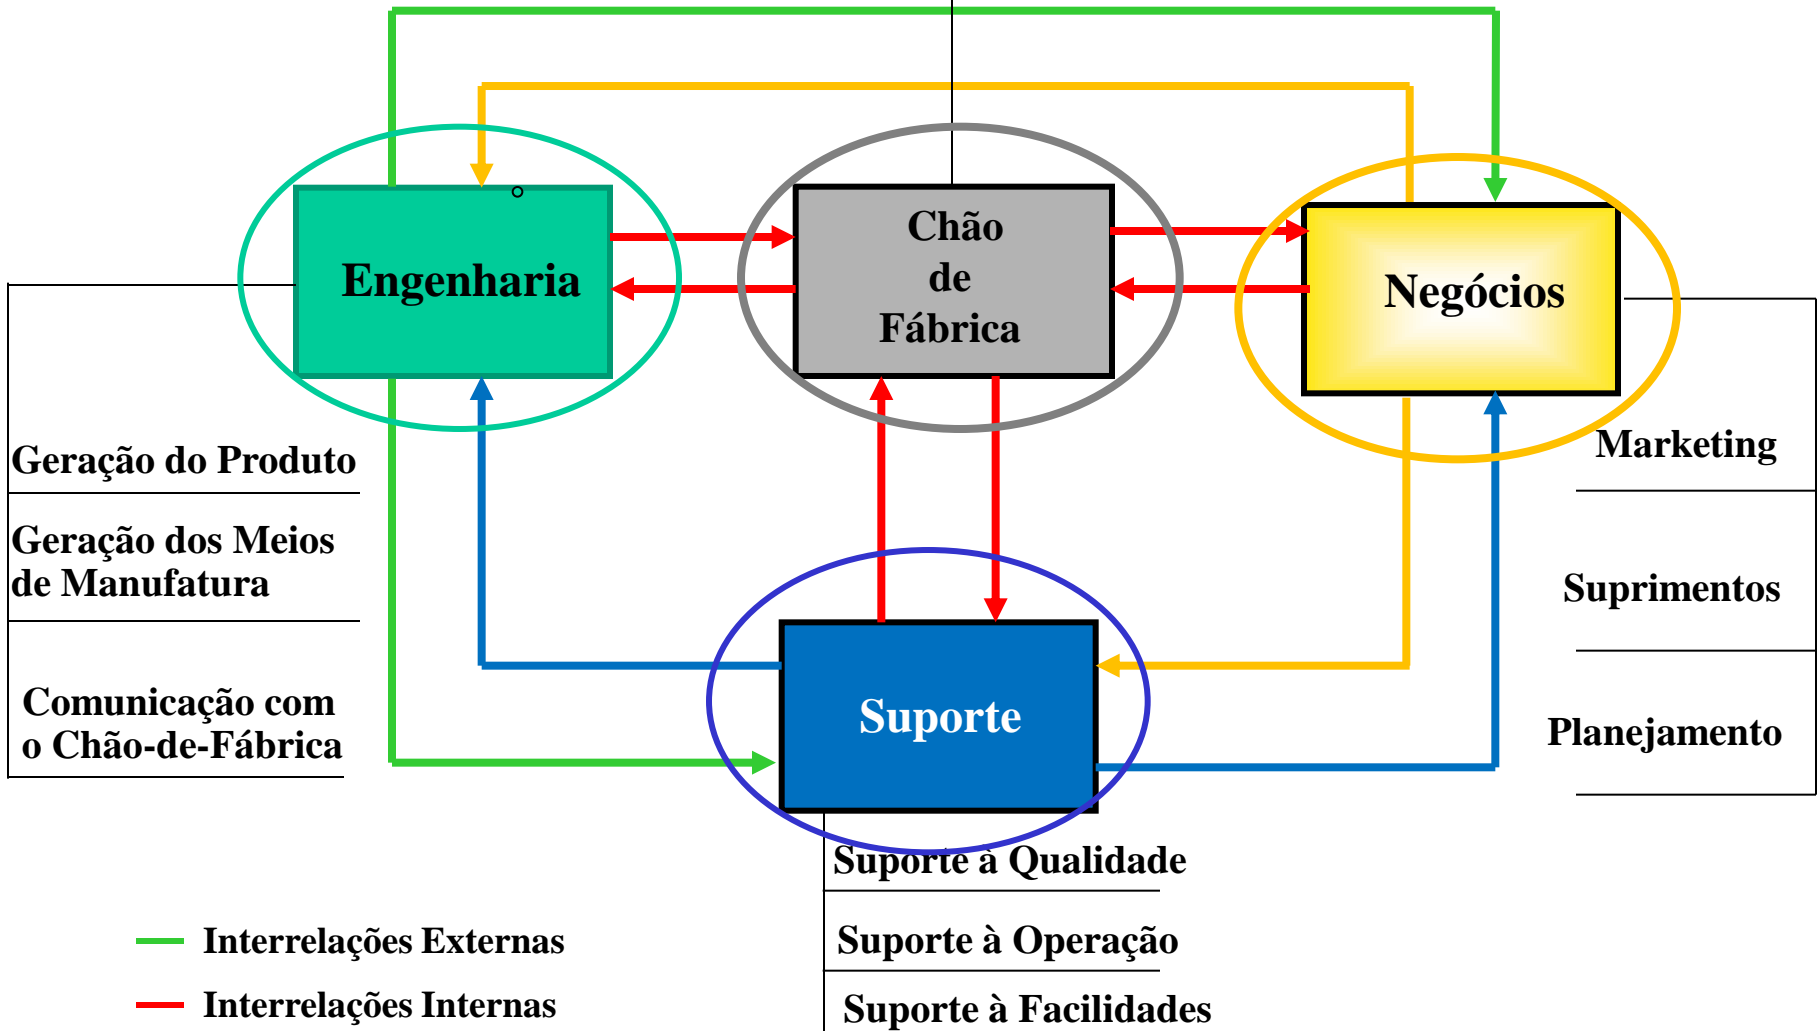 Engenharia
Chão
de
Fábrica
Negócios
Geração do Produto
Geração dos Meios
de Manufatura
Comunicação com
o Chão-de-Fábrica
Marketing
Suprimentos
Planejamento
Suporte
Suporte à Qualidade
Suporte à Operação
Suporte à Facilidades
Interrelações Externas
Interrelações Internas